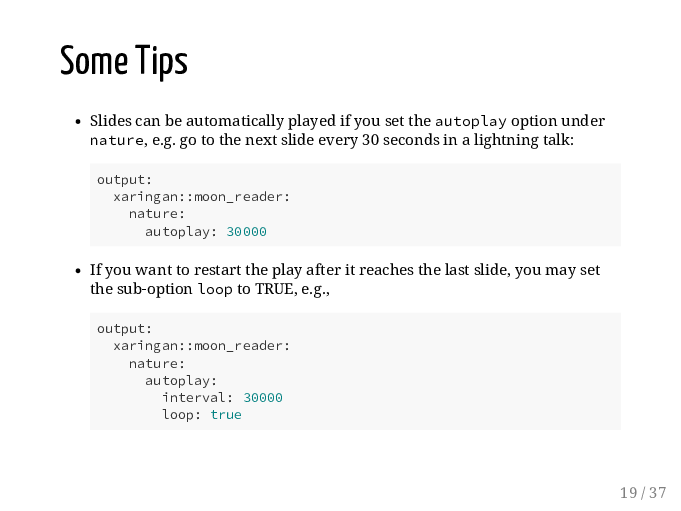 Some Tips
• Slides can be automatically played if you set the autoplay option under
nature, e.g. go to the next slide every 30 seconds in a lightning talk:
output:
  xaringan::moon_reader:
    nature:
      autoplay: 30000
• If you want to restart the play after it reaches the last slide, you may set
the sub-option loop to TRUE, e.g.,
output:
  xaringan::moon_reader:
    nature:
      autoplay:
        interval: 30000
        loop: true
19 / 37